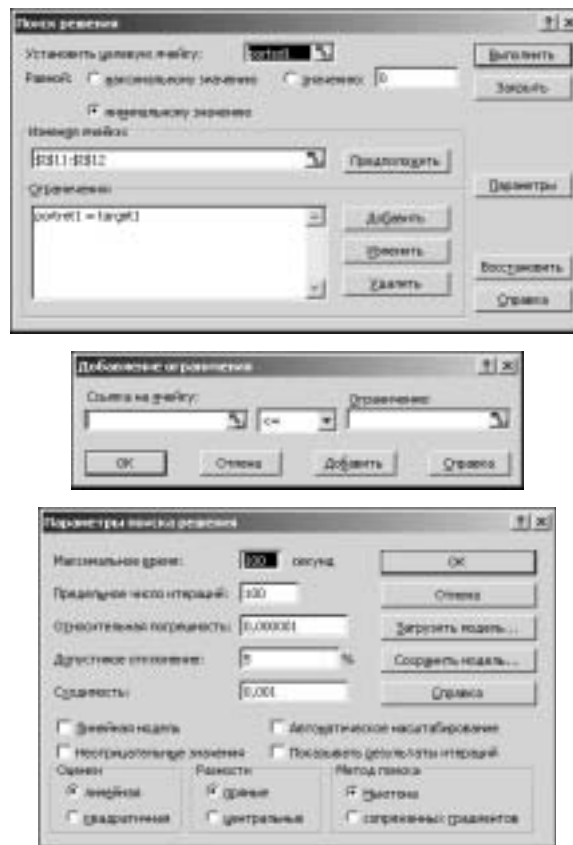 Поиск решения
Установить целевую ячейку: portret1
Выполнить
Равной: максимальному значению значению: 0
Закрыть
минимальному значению
Изменяя ячейки:
$I$11:$I$12
Предположить
Ограничения:
Параметры
portret1 = target1
Добавить
Изменить
Удалить
Восстановить
Справка
Добавление ограничения
Ссылка на ячейку:
Ограничение:
<=
OK
Отмена
Добавить
Справка
Параметры поиска решения
Максимальное время: 100 секунд
OK
Предельное число итераций: 100
Отмена
Относительная погрешность: 0,000001
Загрузить модель...
Допустимое отклонение: 5 %
Сохранить модель...
Сходимость: 0,001
Справка
Линейная модель
Автоматическое масштабирование
Неотрицательные значения
Показывать результаты итераций
Оценки
Разности
Метод поиска
линейная
прямые
Ньютона
квадратичная
центральные
сопряженных градиентов